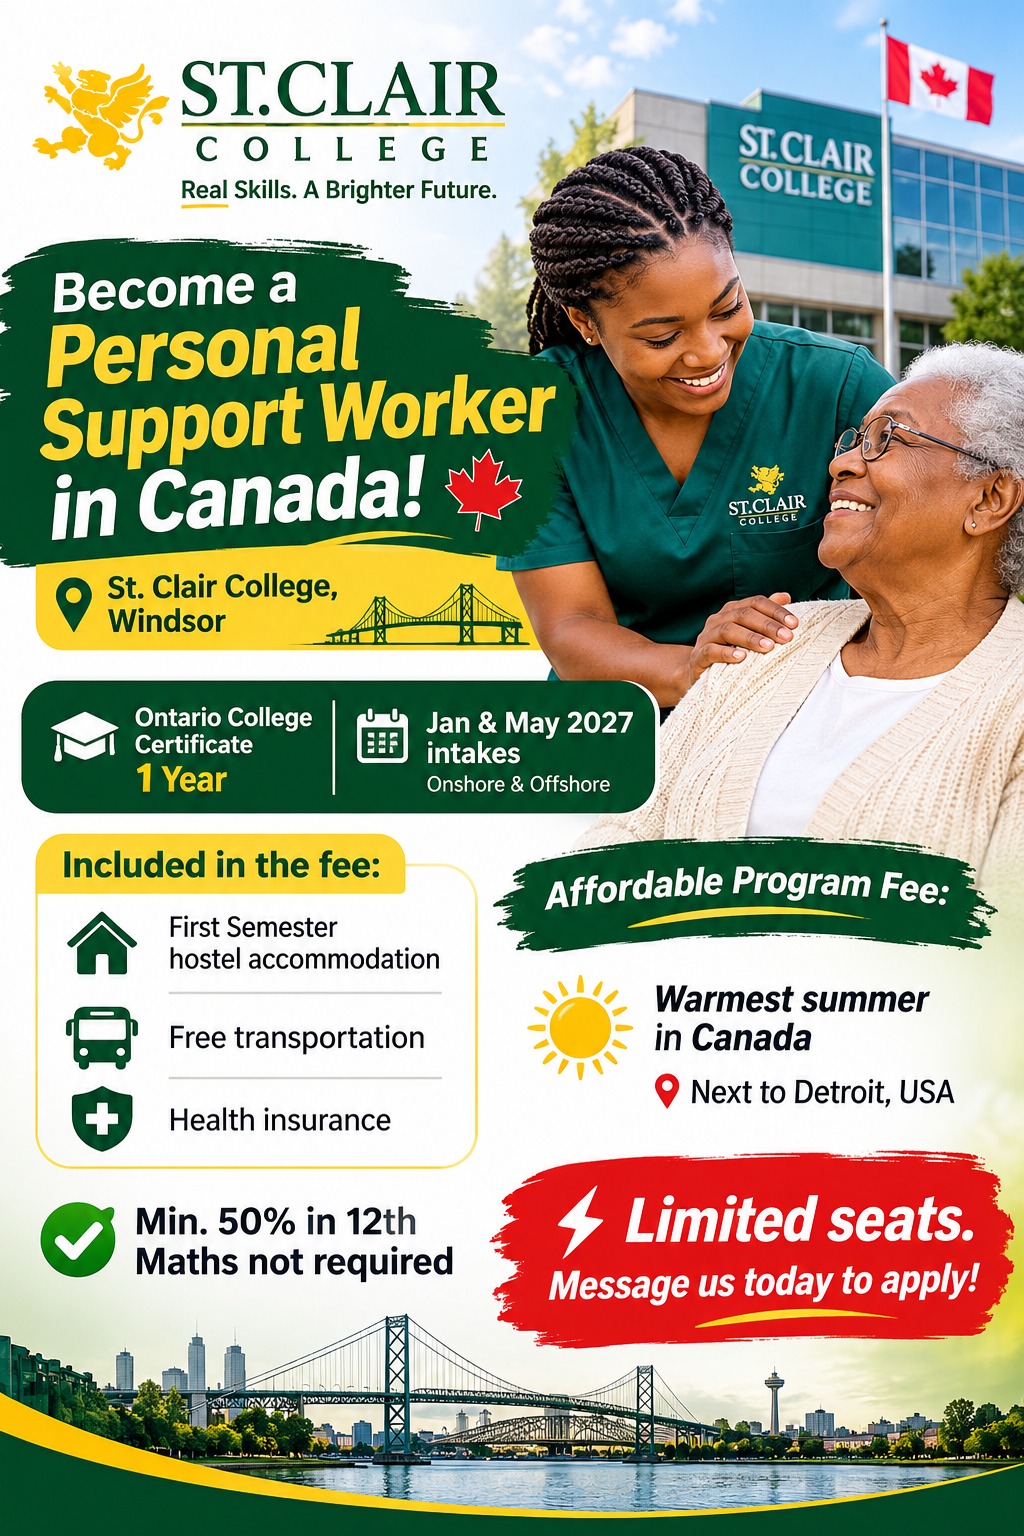 ST. CLAIR
COLLEGE
Real Skills. A Brighter Future.
ST. CLAIR
COLLEGE
Become a
Personal
Support Worker
in Canada!
ST. CLAIR
COLLEGE
St. Clair College,
Windsor
Ontario College
Certificate
1 Year
Jan & May 2027
intakes
Onshore & Offshore
Included in the fee:
First Semester
hostel accommodation
Free transportation
Health insurance
Affordable Program Fee:
Warmest summer
in Canada
Next to Detroit, USA
Min. 50% in 12th
Maths not required
Limited seats.
Message us today to apply!